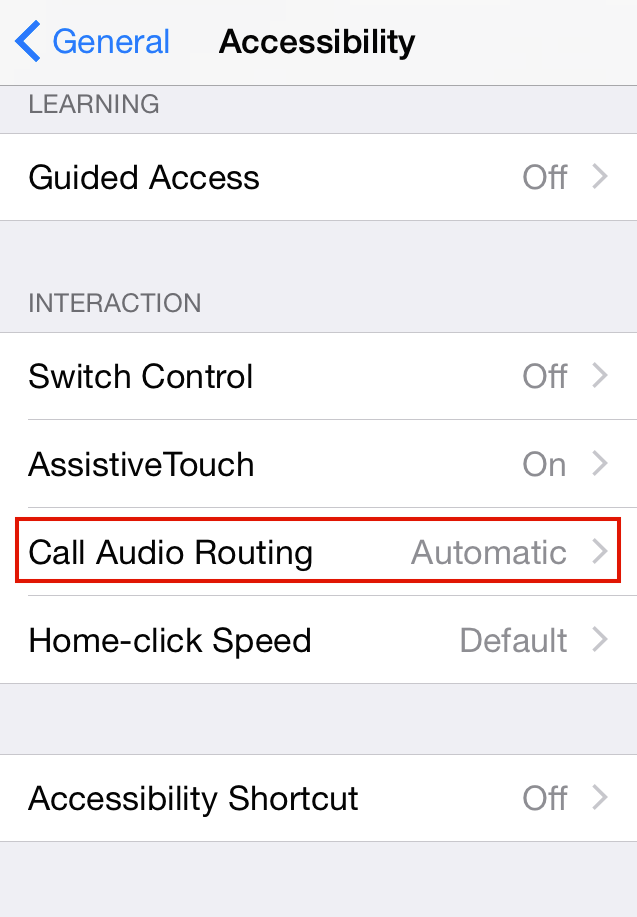 General Accessibility
LEARNING
Guided Access Off
INTERACTION
Switch Control Off
AssistiveTouch On
Call Audio Routing Automatic
Home-click Speed Default
Accessibility Shortcut Off